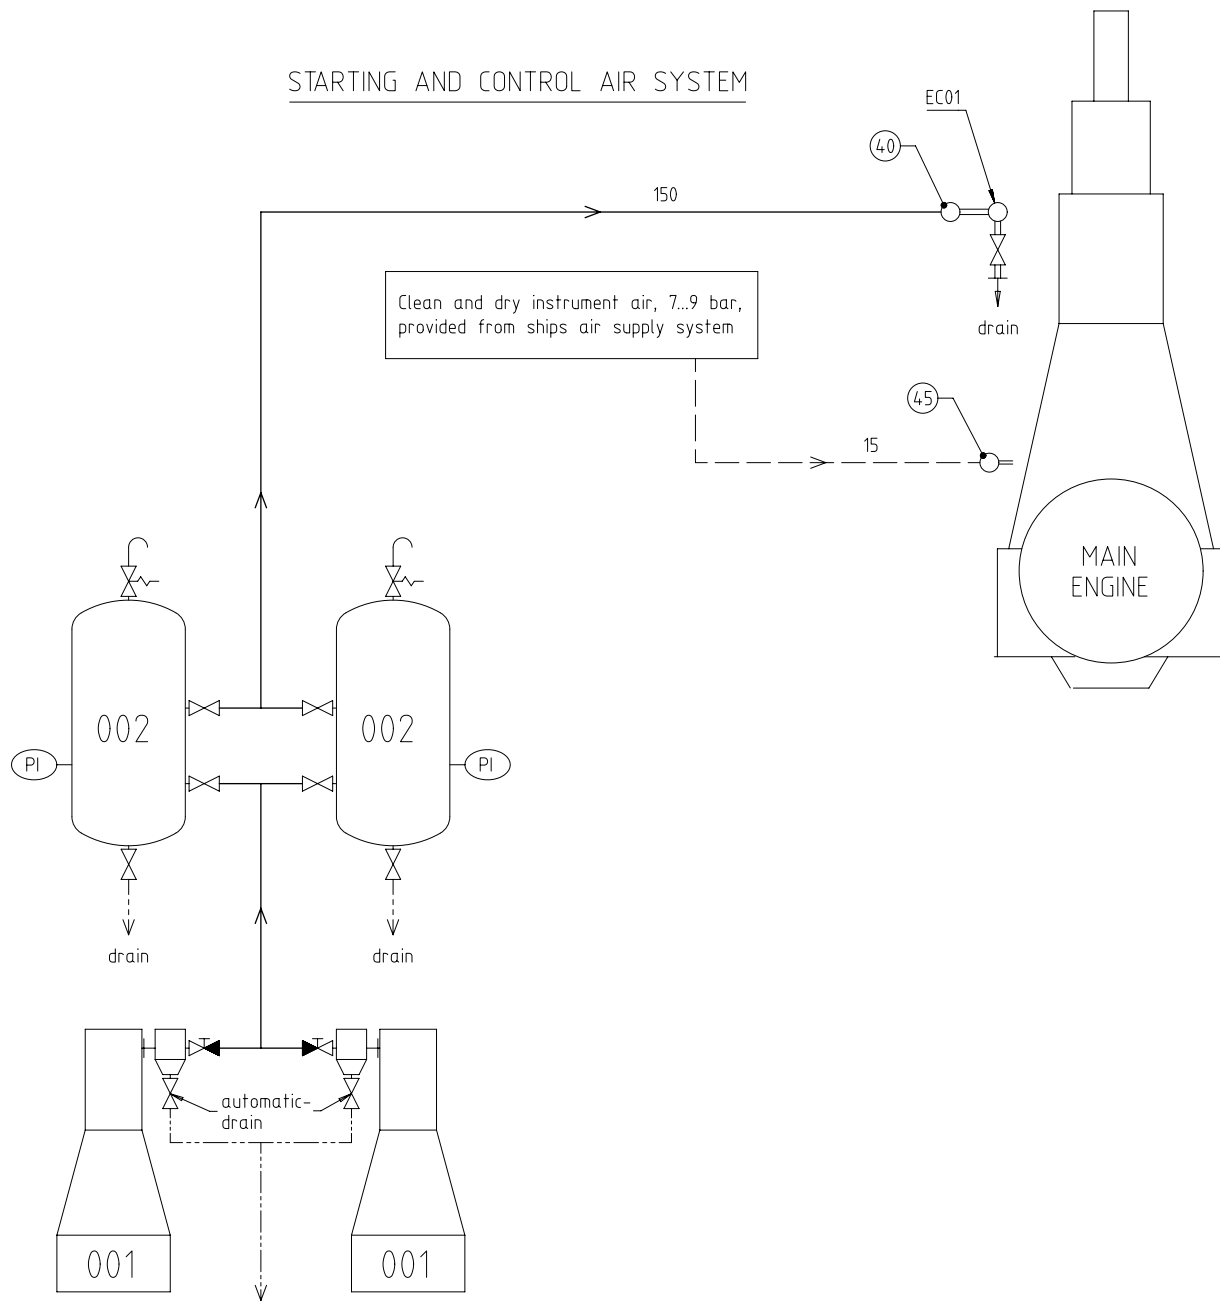 STARTING AND CONTROL AIR SYSTEM
EC01
40
150
Clean and dry instrument air, 7...9 bar,
provided from ships air supply system
drain
45
15
MAIN
ENGINE
002
002
PI
PI
drain
drain
automatic-
drain
001
001